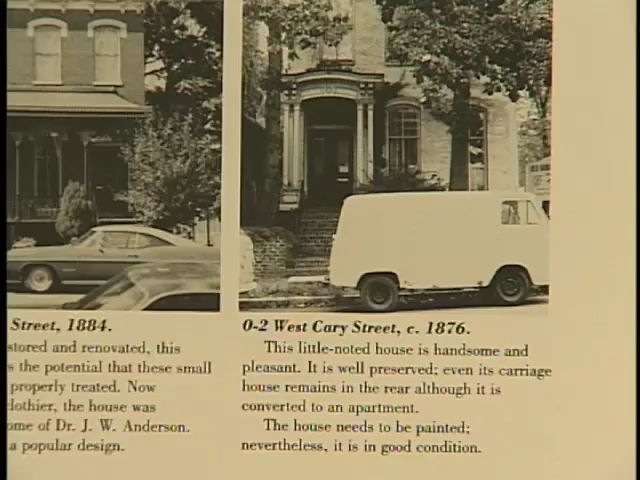 Street, 1884.
stored and renovated, this
s the potential that these small
properly treated. Now
lothier, the house was
ome of Dr. J. W. Anderson.
a popular design.
0-2 West Cary Street, c. 1876.
This little-noted house is handsome and
pleasant. It is well preserved; even its carriage
house remains in the rear although it is
converted to an apartment.
The house needs to be painted;
nevertheless, it is in good condition.